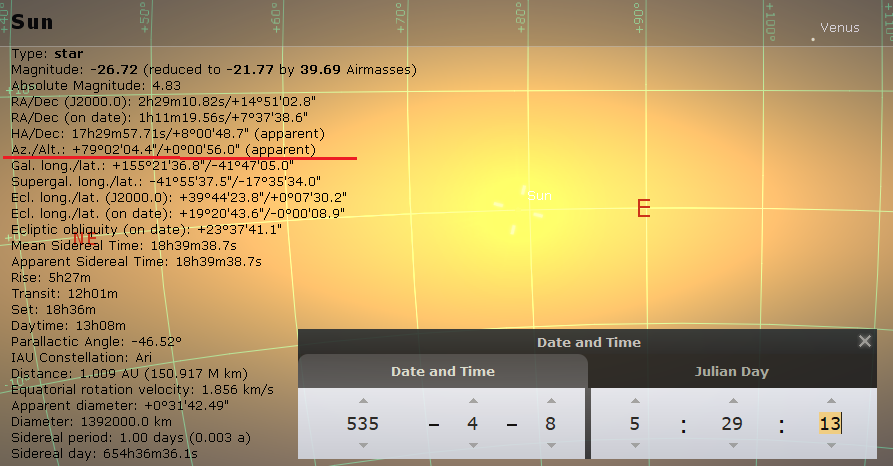 +40° +50° +60° +70° +80° +90° +100° +110°
Sun
Venus
Type: star
Magnitude: -26.72 (reduced to -21.77 by 39.69 Airmasses)
Absolute Magnitude: 4.83
+10°
RA/Dec (J2000.0): 2h29m10.82s/+14°51'02.8"
RA/Dec (on date): 1h11m19.56s/+7°37'38.6"
HA/Dec: 17h29m57.71s/+8°00'48.7" (apparent)
Az./Alt.: +79°02'04.4"/+0°00'56.0" (apparent)
Gal. long./lat.: +155°21'36.8"/-41°47'05.0"
Supergal. long./lat.: -41°55'37.5"/-17°35'34.0"
Ecl. long./lat. (J2000.0): +39°44'23.8"/+0°07'30.2"
Sun
Ecl. long./lat. (on date): +19°20'43.6"/-0°00'08.9"
E
Ecliptic obliquity (on date): +23°37'41.1"
+0°
NE
Mean Sidereal Time: 18h39m38.7s
Apparent Sidereal Time: 18h39m38.7s
Rise: 5h27m
Transit: 12h01m
Set: 18h36m
Daytime: 13h08m
Parallactic Angle: -46.52°
IAU Constellation: Ari
Distance: 1.009 AU (150.917 M km)
-10°
Equatorial rotation velocity: 1.856 km/s
Apparent diameter: +0°31'42.49"
Diameter: 1392000.0 km
Sidereal period: 1.00 days (0.003 a)
Sidereal day: 654h36m36.1s
Date and Time
Date and Time
Julian Day
535 - 4 - 8
5 : 29 : 13